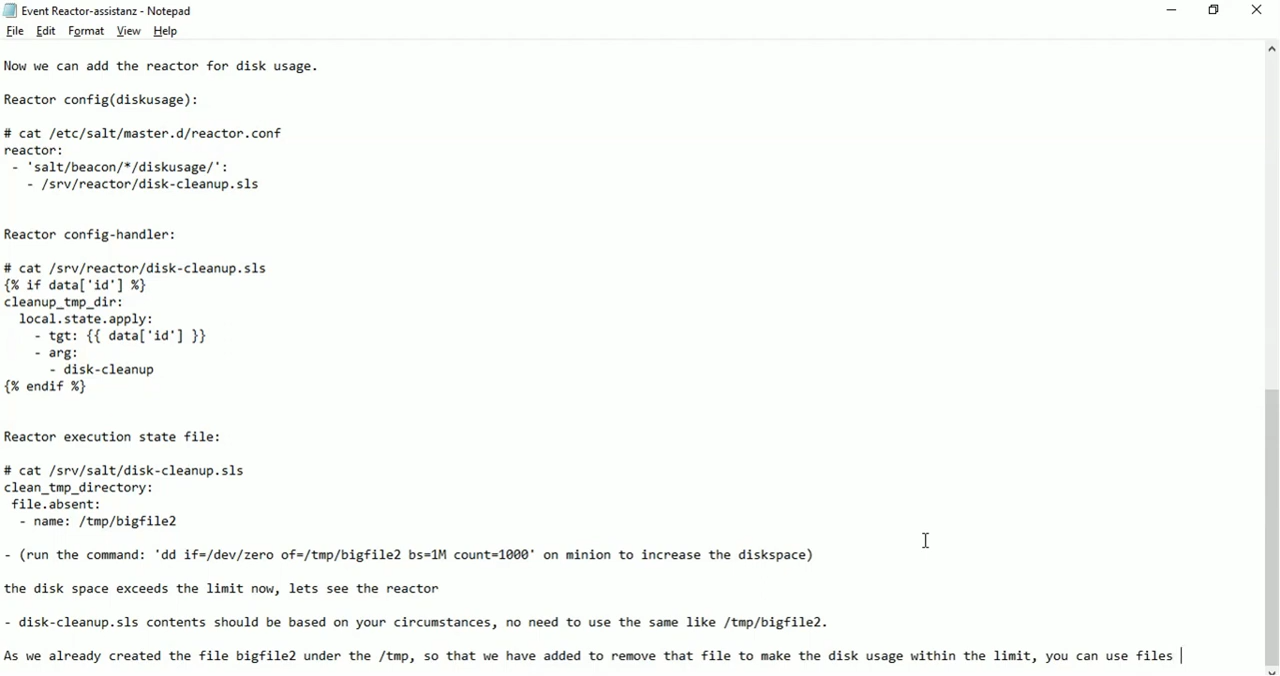 Event Reactor-assistanz - Notepad
File Edit Format View Help
Now we can add the reactor for disk usage.
Reactor config(diskusage):
# cat /etc/salt/master.d/reactor.conf
reactor:
- 'salt/beacon/*/diskusage/':
- /srv/reactor/disk-cleanup.sls
Reactor config-handler:
# cat /srv/reactor/disk-cleanup.sls
{% if data['id'] %}
cleanup_tmp_dir:
local.state.apply:
- tgt: {{ data['id'] }}
- arg:
- disk-cleanup
{% endif %}
Reactor execution state file:
# cat /srv/salt/disk-cleanup.sls
clean_tmp_directory:
file.absent:
- name: /tmp/bigfile2
- (run the command: 'dd if=/dev/zero of=/tmp/bigfile2 bs=1M count=1000' on minion to increase the diskspace)
the disk space exceeds the limit now, lets see the reactor
- disk-cleanup.sls contents should be based on your circumstances, no need to use the same like /tmp/bigfile2.
As we already created the file bigfile2 under the /tmp, so that we have added to remove that file to make the disk usage within the limit, you can use files